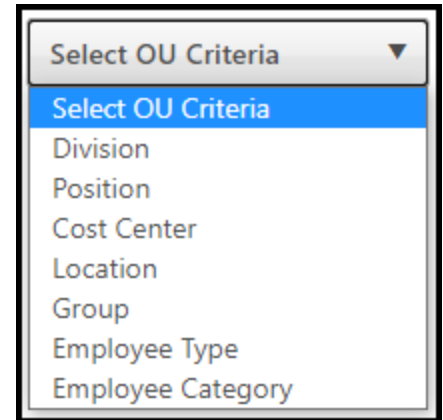 Select OU Criteria ▼
Select OU Criteria
Division
Position
Cost Center
Location
Group
Employee Type
Employee Category